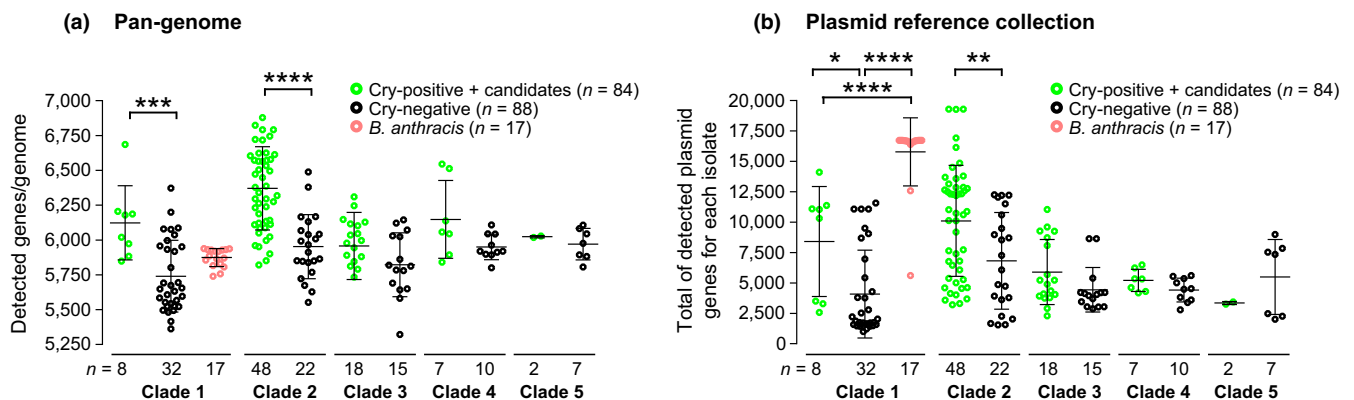 (a) Pan-genome
Detected genes/genome
7,000
6,750
6,500
6,250
6,000
5,750
5,500
5,250
***
****
Cry-positive + candidates (n = 84)
Cry-negative (n = 88)
B. anthracis (n = 17)
n = 8 32 17 48 22 18 15 7 10 2 7
Clade 1 Clade 2 Clade 3 Clade 4 Clade 5
(b) Plasmid reference collection
Total of detected plasmid
genes for each isolate
20,000
17,500
15,000
12,500
10,000
7,500
5,000
2,500
0
* ****
****
**
Cry-positive + candidates (n = 84)
Cry-negative (n = 88)
B. anthracis (n = 17)
n = 8 32 17 48 22 18 15 7 10 2 7
Clade 1 Clade 2 Clade 3 Clade 4 Clade 5